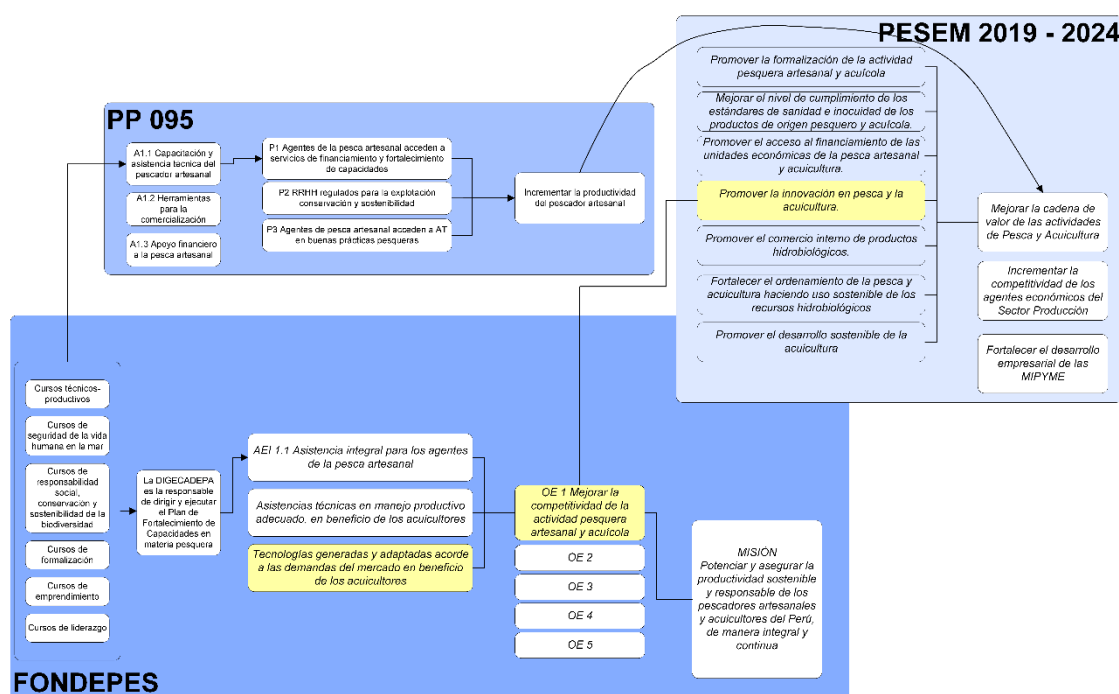 PESEM 2019 - 2024
Promover la formalización de la actividad
pesquera artesanal y acuícola
Mejorar el nivel de cumplimiento de los
estándares de sanidad e inocuidad de los
productos de origen pesquero y acuícola.
Promover el acceso al financiamiento de las
unidades económicas de la pesca artesanal
y acuicultura.
Promover la innovación en pesca y la
acuicultura.
Promover el comercio interno de productos
hidrobiológicos.
Fortalecer el ordenamiento de la pesca y
acuicultura haciendo uso sostenible de los
recursos hidrobiológicos
Promover el desarrollo sostenible de la
acuicultura
Mejorar la cadena de
valor de las actividades
de Pesca y Acuicultura
Incrementar la
competitividad de los
agentes económicos del
Sector Producción
Fortalecer el desarrollo
empresarial de las
MIPYME
PP 095
A1.1 Capacitación y
asistencia tecnica del
pescador artesanal
A1.2 Herramientas
para la
comercialización
A1.3 Apoyo financiero
a la pesca artesanal
P1 Agentes de la pesca artesanal acceden a
servicios de financiamiento y fortalecimiento
de capacidades
P2 RRHH regulados para la explotación
conservación y sostenibilidad
P3 Agentes de pesca artesanal acceden a AT
en buenas prácticas pesqueras
Incrementar la productividad
del pescador artesanal
Cursos técnicos-
productivos
Cursos de
seguridad de la vida
humana en la mar
Cursos de
responsabilidad
social,
conservación y
sostenibilidad de la
biodiversidad
Cursos de
formalización
Cursos de
emprendimiento
Cursos de liderazgo
La DIGECADEPA
es la responsable
de dirigir y ejecutar
el Plan de
Fortalecimiento de
Capacidades en
materia pesquera
AEI 1.1 Asistencia integral para los agentes
de la pesca artesanal
Asistencias técnicas en manejo productivo
adecuado, en beneficio de los acuicultores
Tecnologías generadas y adaptadas acorde
a las demandas del mercado en beneficio
de los acuicultores
OE 1 Mejorar la
competitividad de la
actividad pesquera
artesanal y acuícola
OE 2
OE 3
OE 4
OE 5
MISIÓN
Potenciar y asegurar la
productividad sostenible
y responsable de los
pescadores artesanales
y acuicultores del Perú,
de manera integral y
continua
FONDEPES